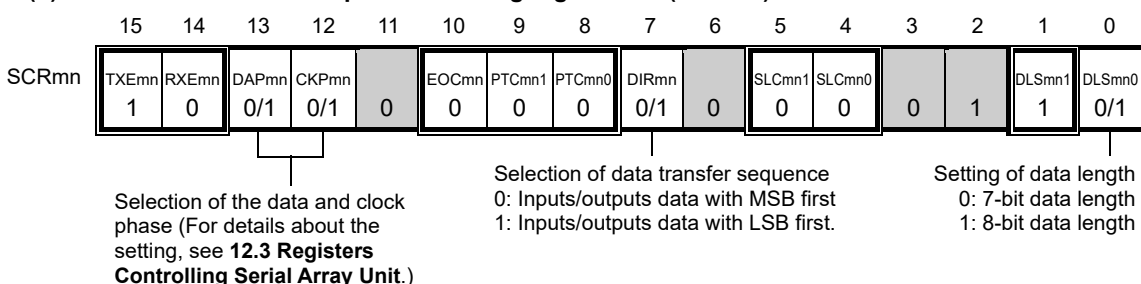 15 14 13 12 11 10 9 8 7 6 5 4 3 2 1 0
SCRmn
TXEmn RXEmn DAPmn CKPmn EOCmn PTCmn1 PTCmn0 DIRmn SLCmn1 SLCmn0 DLSmn1 DLSmn0
1 0 0/1 0/1 0 0 0 0 0/1 0 0 0 0 1 1 0/1
Selection of the data and clock
phase (For details about the
setting, see 12.3 Registers
Controlling Serial Array Unit.)
Selection of data transfer sequence
0: Inputs/outputs data with MSB first
1: Inputs/outputs data with LSB first.
Setting of data length
0: 7-bit data length
1: 8-bit data length